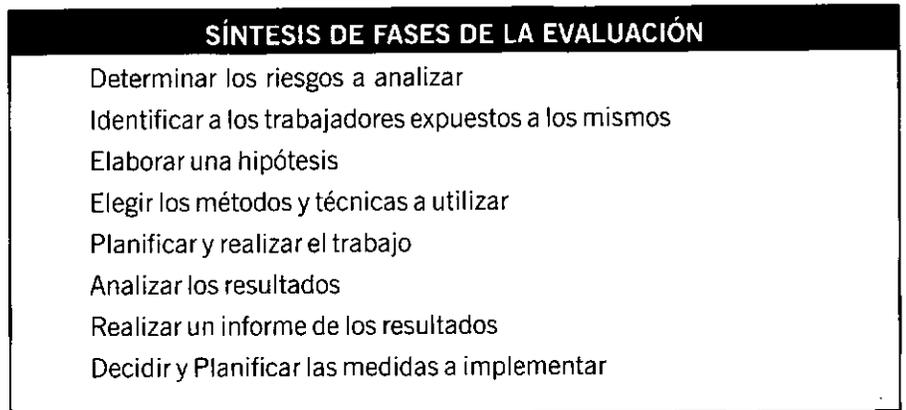 SÍNTESIS DE FASES DE LA EVALUACIÓN
Determinar los riesgos a analizar
Identificar a los trabajadores expuestos a los mismos
Elaborar una hipótesis
Elegir los métodos y técnicas a utilizar
Planificar y realizar el trabajo
Analizar los resultados
Realizar un informe de los resultados
Decidir y Planificar las medidas a implementar